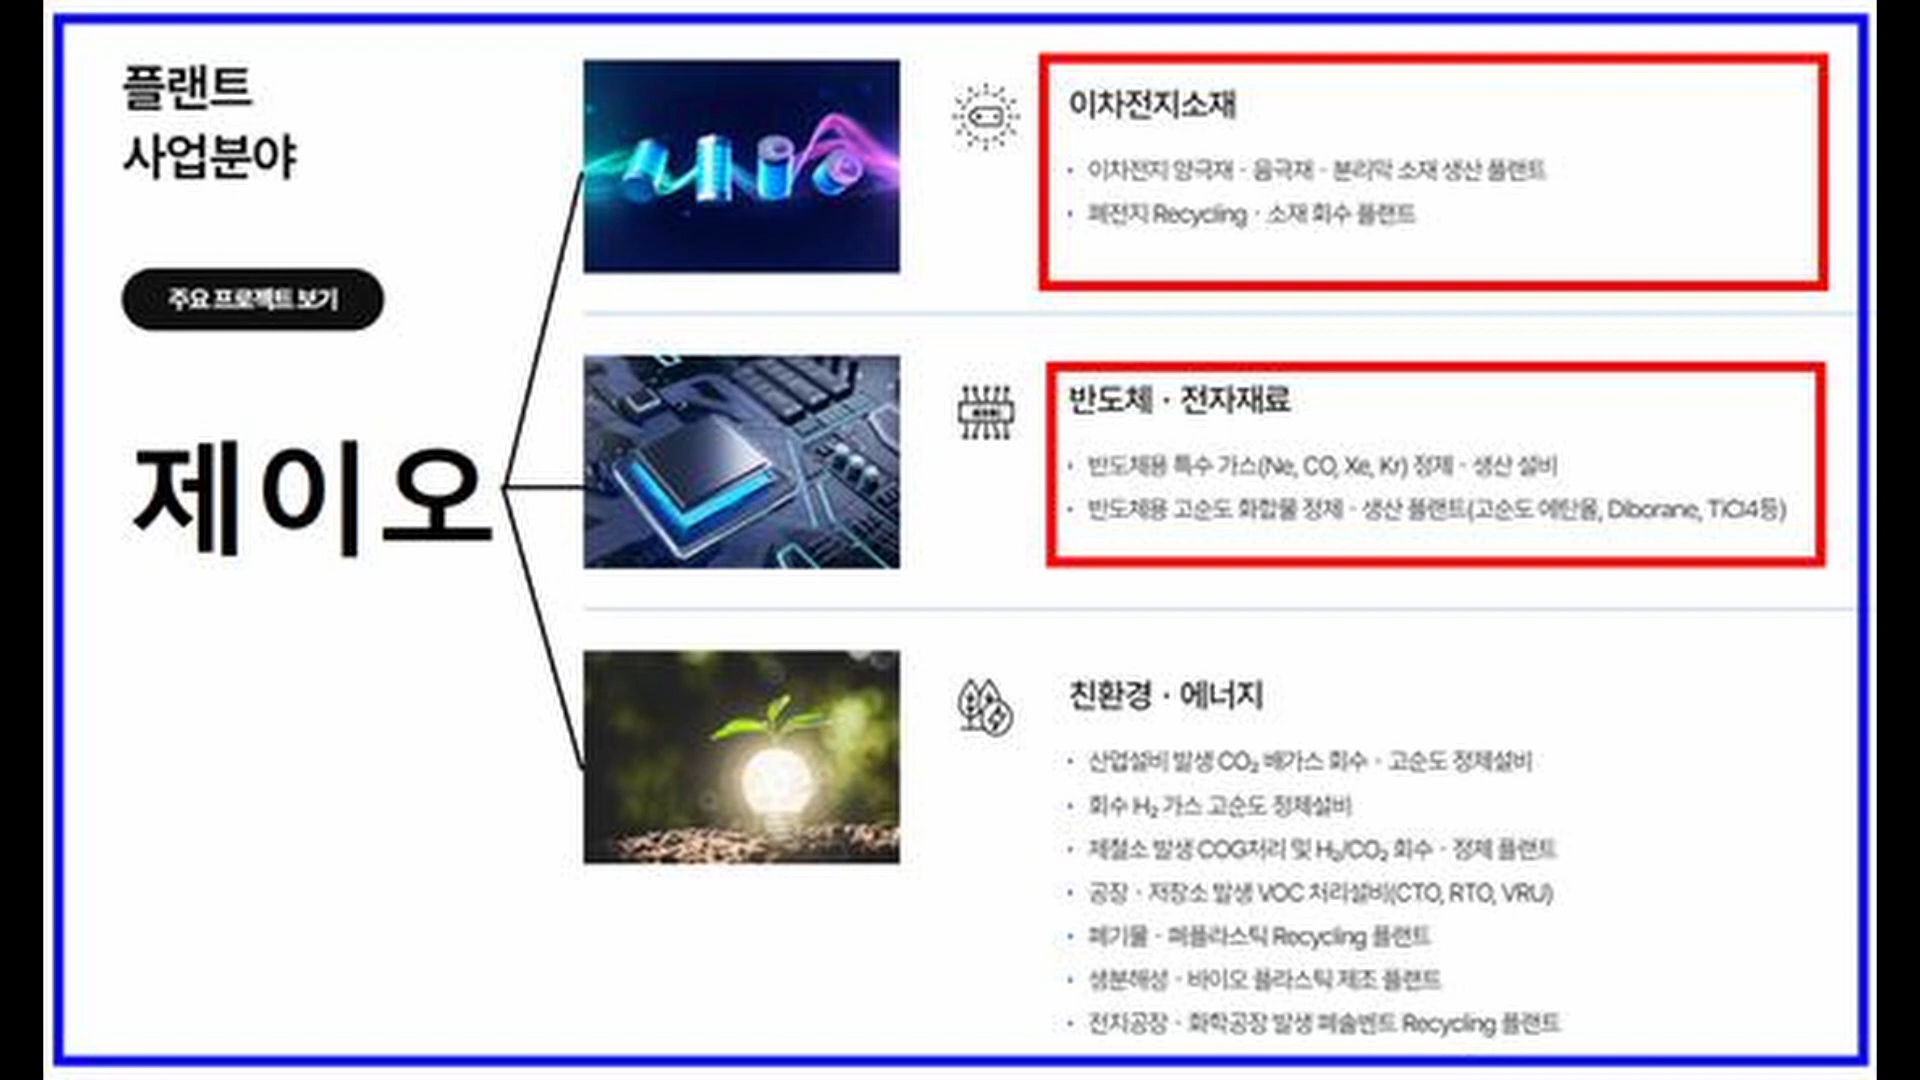 플랜트
사업분야
주요 프로젝트 보기
제이오
이차전지소재
· 이차전지 양극재 · 음극재 · 분리막 소재 생산 플랜트
· 폐전지 Recycling · 소재 회수 플랜트
반도체 · 전자재료
· 반도체용 특수 가스(Ne, CO, Xe, Kr) 정제 · 생산 설비
· 반도체용 고순도 화합물 정제 · 생산 플랜트(고순도 에탄올, Diborane, TiCl4등)
친환경 · 에너지
· 산업설비 발생 CO₂ 배가스 회수 · 고순도 정제설비
· 회수 H₂ 가스 고순도 정제설비
· 제철소 발생 COG처리 및 H₂/CO₂ 회수 · 정제 플랜트
· 공장 · 저장소 발생 VOC 처리설비(CTO, RTO, VRU)
· 폐기물 · 폐플라스틱 Recycling 플랜트
· 생분해성 · 바이오 플라스틱 제조 플랜트
· 전자공장 · 화학공장 발생 폐솔벤트 Recycling 플랜트